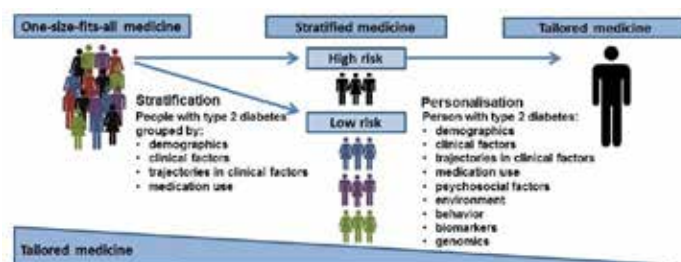 One-size-fits-all medicine
Stratified medicine
Tailored medicine
High risk
Low risk
Stratification
People with type 2 diabetes
grouped by:
• demographics
• clinical factors
• trajectories in clinical factors
• medication use
Personalisation
Person with type 2 diabetes:
• demographics
• clinical factors
• trajectories in clinical factors
• medication use
• psychosocial factors
• environment
• behavior
• biomarkers
• genomics
Tailored medicine